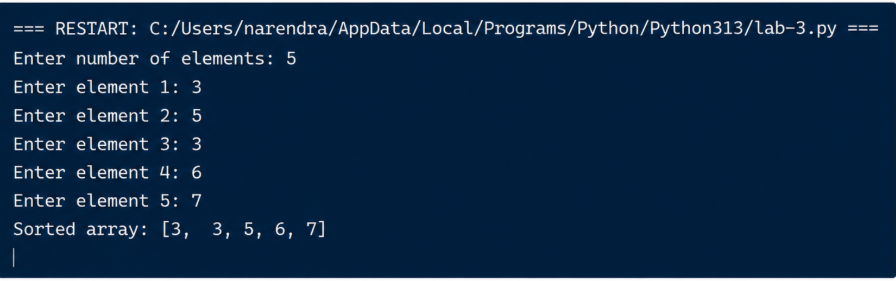 === RESTART: C:/Users/narendra/AppData/Local/Programs/Python/Python313/lab-3.py ===
Enter number of elements: 5
Enter element 1: 3
Enter element 2: 5
Enter element 3: 3
Enter element 4: 6
Enter element 5: 7
Sorted array: [3,  3, 5, 6, 7]